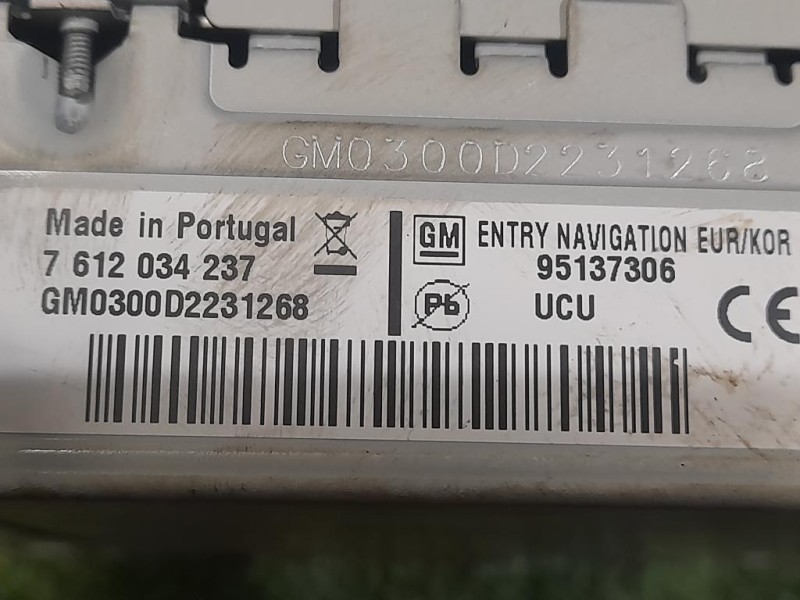 GM0300D2231268
Made in Portugal
7 612 034 237
GM0300D2231268
GM ENTRY NAVIGATION EUR/KOR
95137306
Pb UCU
CE